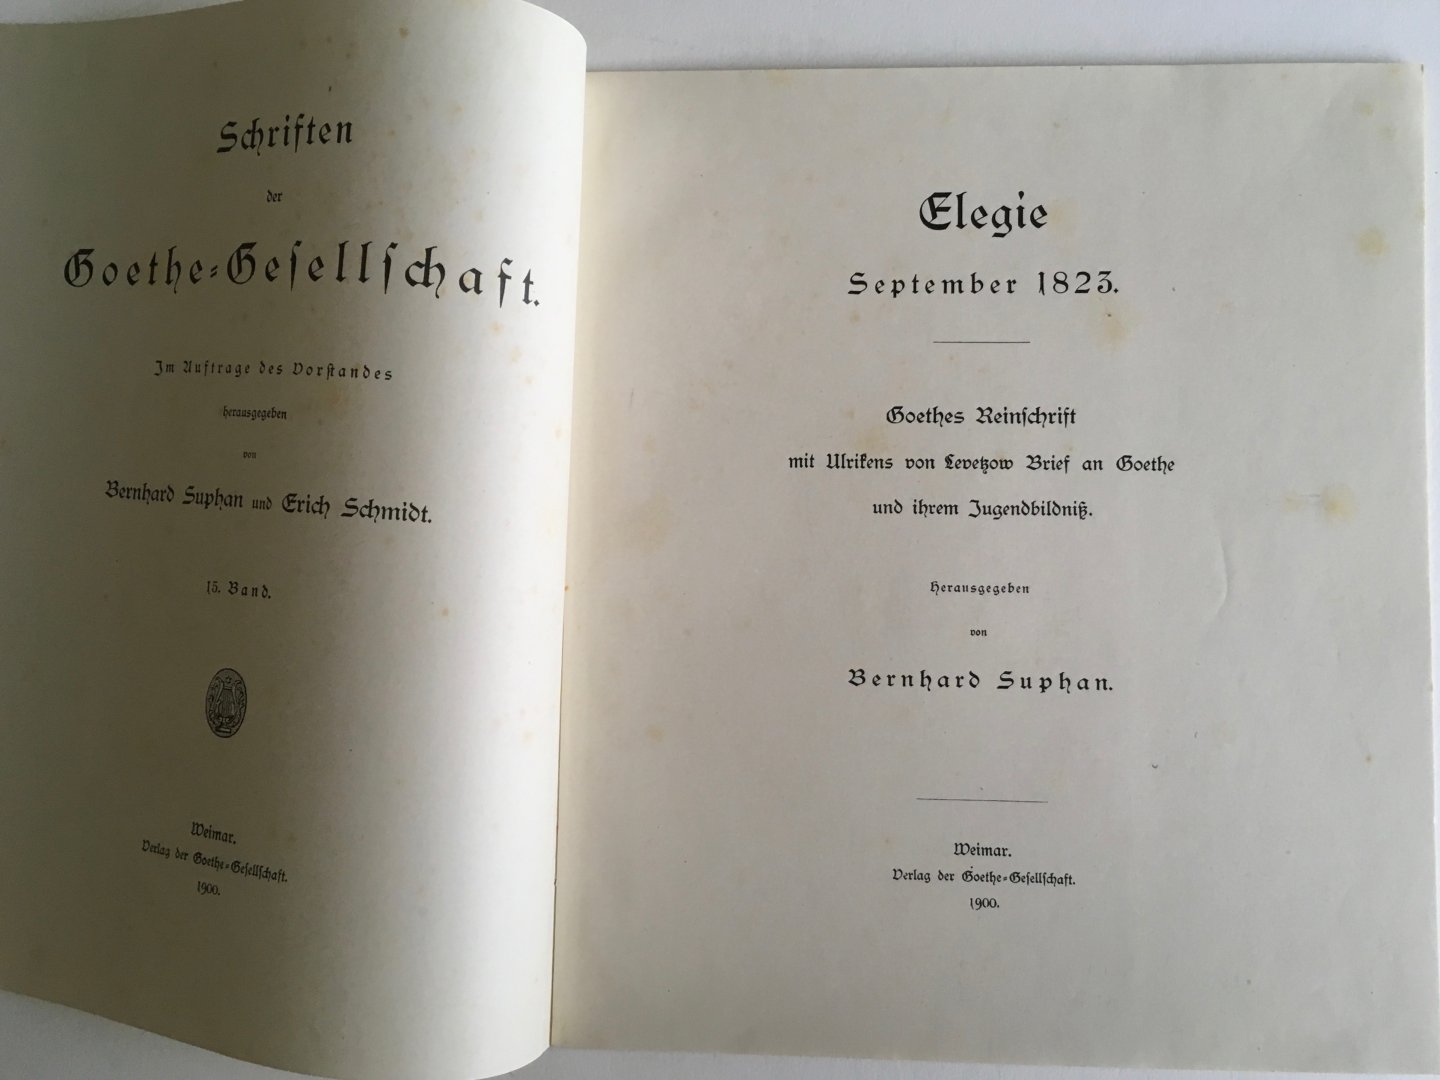 Schriften
der
Goethe-Gesellschaft.
Im Auftrage des Vorstandes
herausgegeben
von
Bernhard Suphan und Erich Schmidt.
15. Band.
Weimar.
Verlag der Goethe-Gesellschaft.
1900.
Elegie
September 1823.
Goethes Reinschrift
mit Ulrikens von Levetzow Brief an Goethe
und ihrem Jugendbildniß.
Herausgegeben
von
Bernhard Suphan.
Weimar.
Verlag der Goethe-Gesellschaft.
1900.